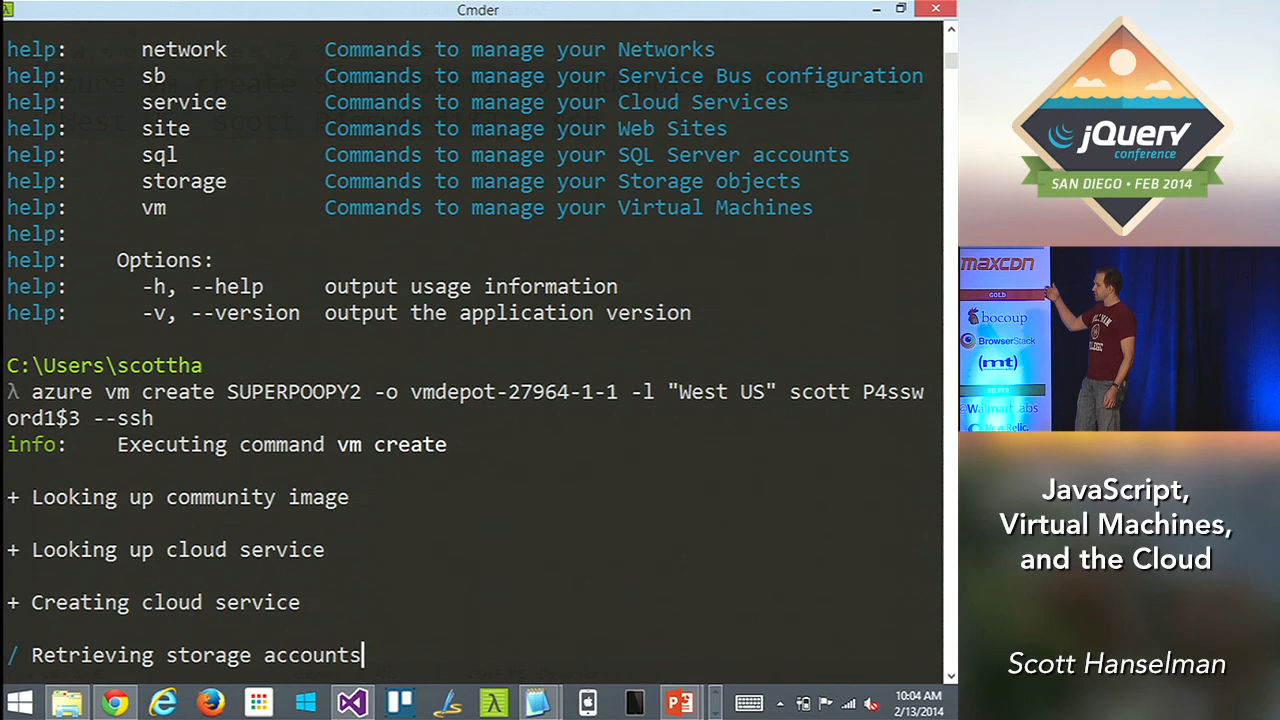 Cmder
help: network Commands to manage your Networks
help: sb Commands to manage your Service Bus configuration
help: service Commands to manage your Cloud Services
help: site Commands to manage your Web Sites
help: sql Commands to manage your SQL Server accounts
help: storage Commands to manage your Storage objects
help: vm Commands to manage your Virtual Machines
help:
help: Options:
help: -h, --help output usage information
help: -v, --version output the application version
C:\Users\scottha
λ azure vm create SUPERPOOPY2 -o vmdepot-27964-1-1 -l "West US" scott P4ssw
ord1$3 --ssh
info: Executing command vm create
+ Looking up community image
+ Looking up cloud service
+ Creating cloud service
/ Retrieving storage accounts
10:04 AM
2/13/2014
jQuery
conference
SAN DIEGO • FEB 2014
maxcdn
GOLD
bocoup
BrowserStack
(mt)
@WalmartLabs
New Relic.
JavaScript,
Virtual Machines,
and the Cloud
Scott Hanselman